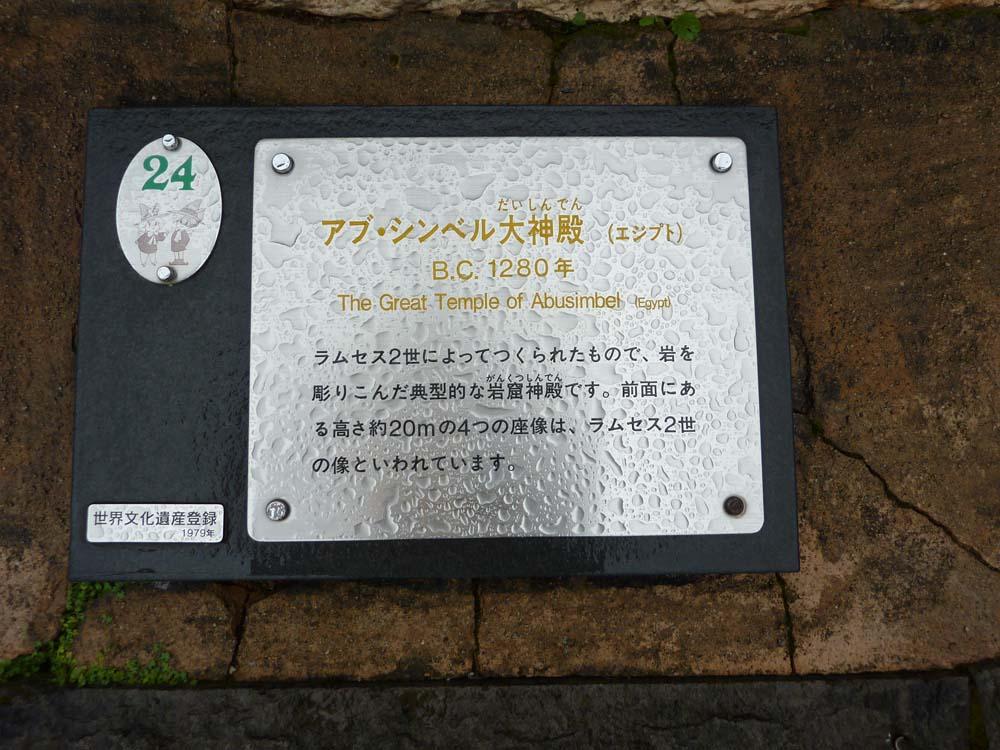 24
だいしんでん
アブ・シンベル大神殿 (エジプト)
B.C. 1280年
The Great Temple of Abusimbel (Egypt)
ラムセス2世によってつくられたもので、岩を
がんくつしんでん
彫りこんだ典型的な岩窟神殿です。前面にあ
る高さ約20mの4つの座像は、ラムセス2世
の像といわれています。
世界文化遺産登録
1979年